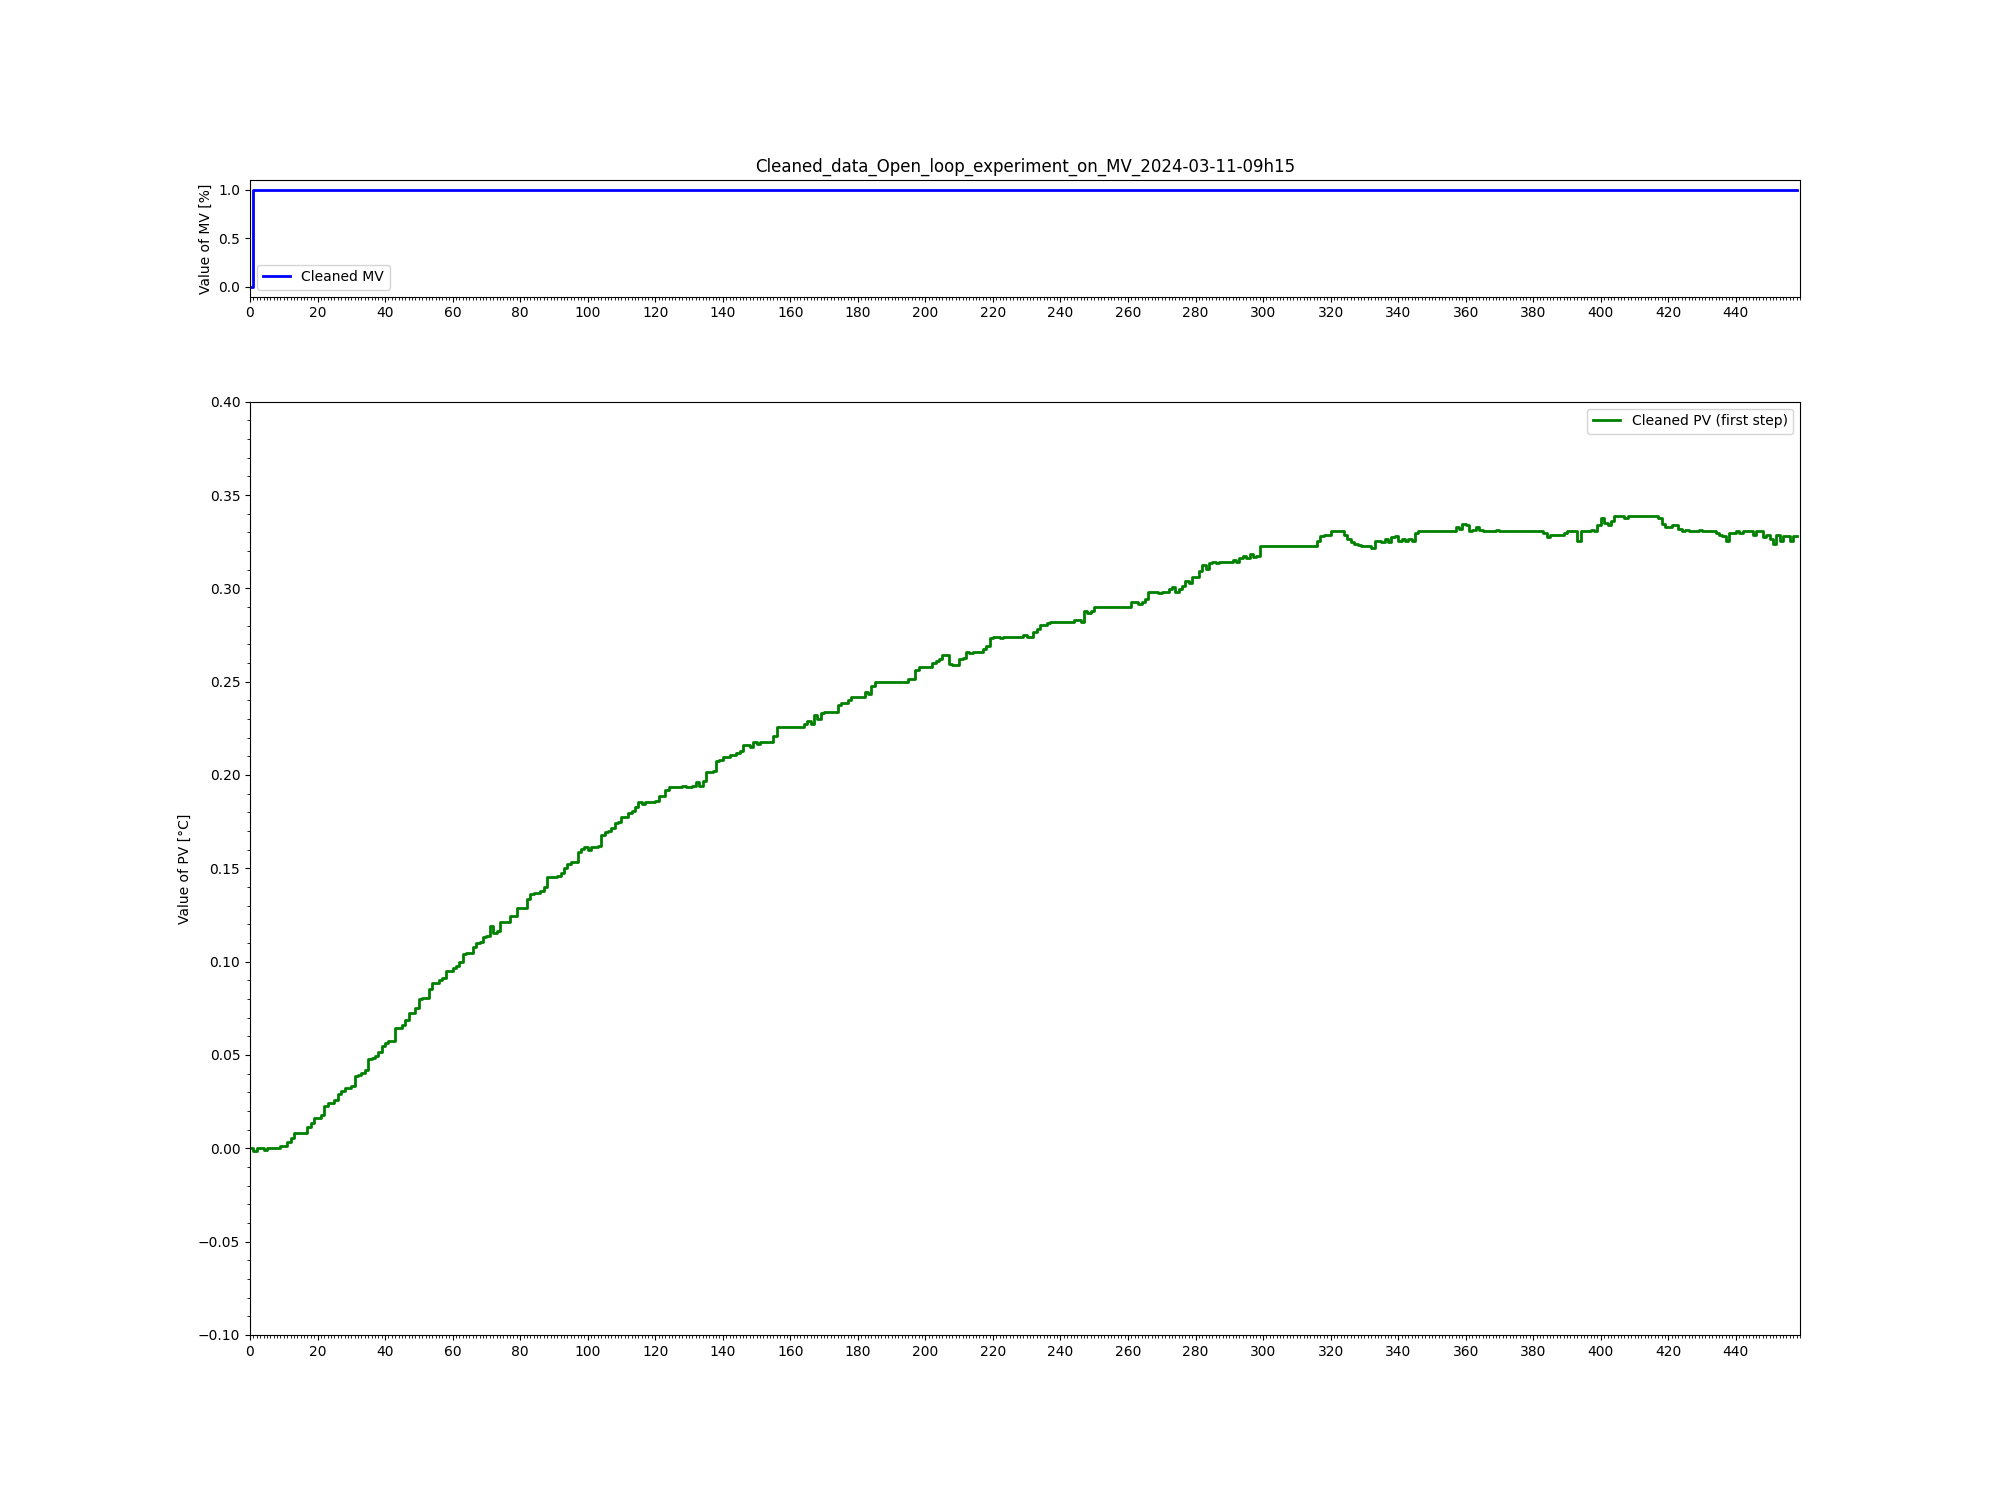 Cleaned_data_Open_loop_experiment_on_MV_2024-03-11-09h15
Value of MV [%]
1.0
0.5
0.0
Cleaned MV
0 20 40 60 80 100 120 140 160 180 200 220 240 260 280 300 320 340 360 380 400 420 440
Value of PV [°C]
0.40
0.35
0.30
0.25
0.20
0.15
0.10
0.05
0.00
−0.05
−0.10
Cleaned PV (first step)
0 20 40 60 80 100 120 140 160 180 200 220 240 260 280 300 320 340 360 380 400 420 440